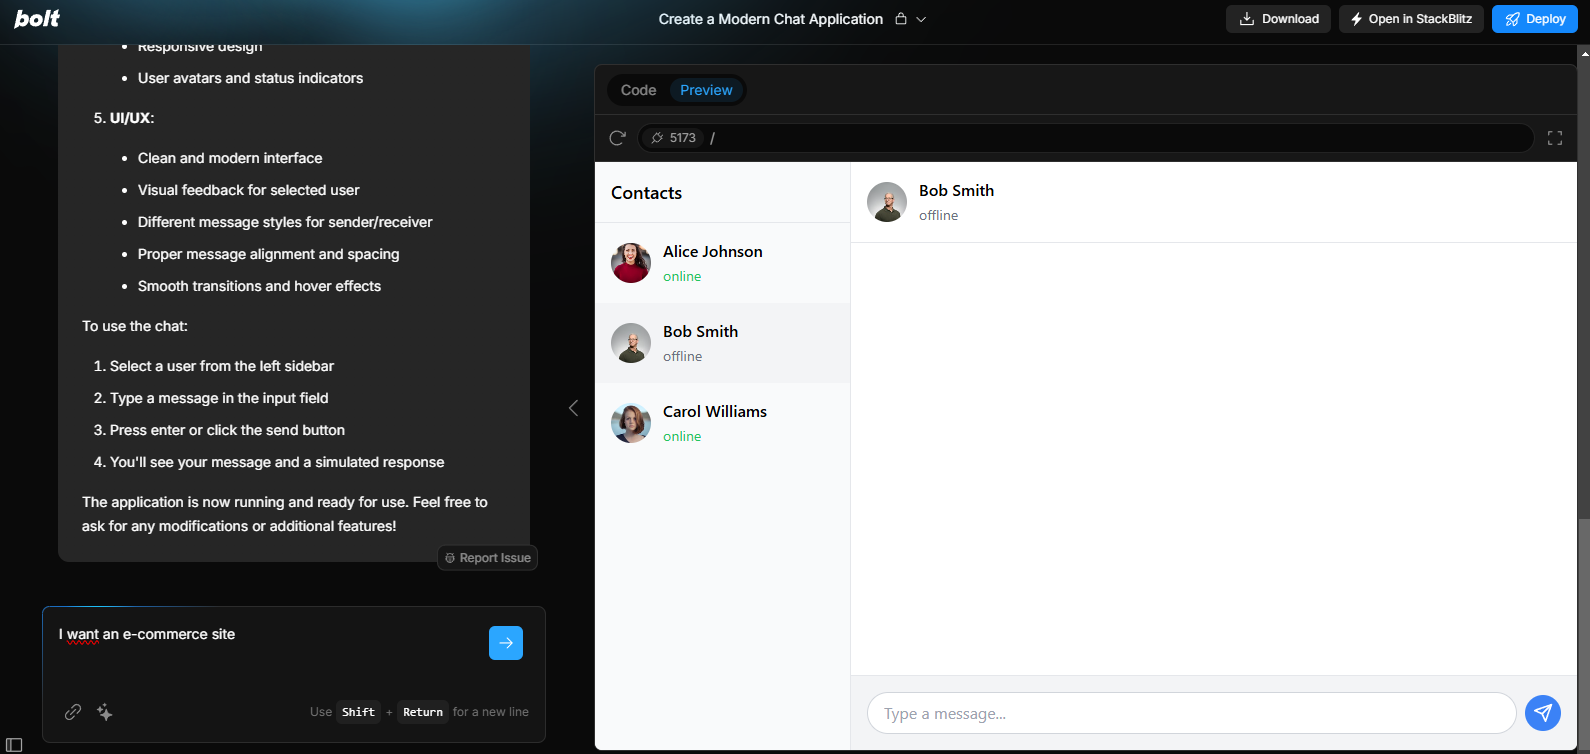 bolt
Create a Modern Chat Application
Download
Open in StackBlitz
Deploy
Responsive design
User avatars and status indicators
5. UI/UX:
Clean and modern interface
Visual feedback for selected user
Different message styles for sender/receiver
Proper message alignment and spacing
Smooth transitions and hover effects
To use the chat:
1. Select a user from the left sidebar
2. Type a message in the input field
3. Press enter or click the send button
4. You'll see your message and a simulated response
The application is now running and ready for use. Feel free to
ask for any modifications or additional features!
Report Issue
I want an e-commerce site
Use Shift + Return for a new line
Code Preview
5173 /
Contacts
Alice Johnson
online
Bob Smith
offline
Carol Williams
online
Bob Smith
offline
Type a message...